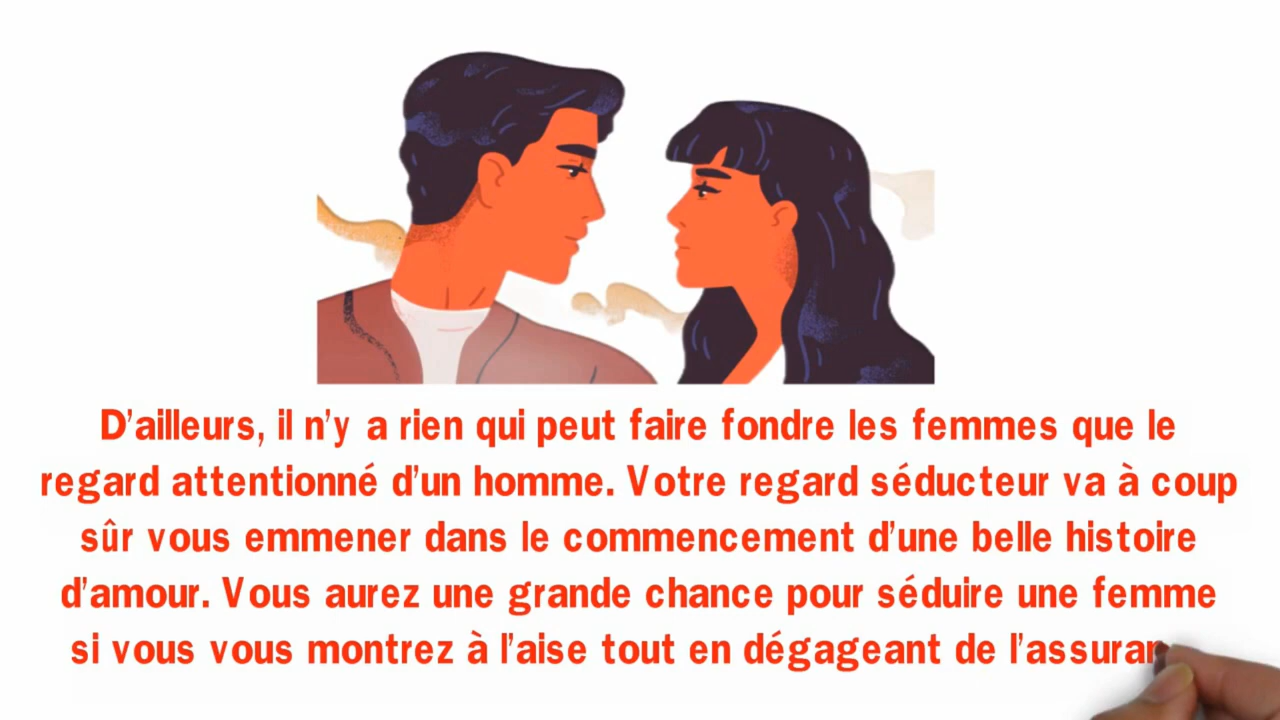 D'ailleurs, il n'y a rien qui peut faire fondre les femmes que le
regard attentionné d'un homme. Votre regard séducteur va à coup
sûr vous emmener dans le commencement d'une belle histoire
d'amour. Vous aurez une grande chance pour séduire une femme
si vous vous montrez à l'aise tout en dégageant de l'assuran